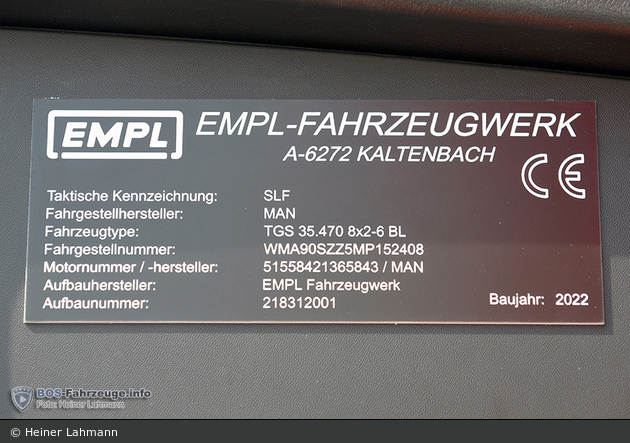 EMPL
EMPL-FAHRZEUGWERK
A-6272 KALTENBACH
CE
Taktische Kennzeichnung: SLF
Fahrgestellhersteller: MAN
Fahrzeugtype: TGS 35.470 8x2-6 BL
Fahrgestellnummer: WMA90SZZ5MP152408
Motornummer / -hersteller: 51558421365843 / MAN
Aufbauhersteller: EMPL Fahrzeugwerk
Aufbaunummer: 218312001
Baujahr: 2022
BOS-Fahrzeuge.info
Foto: Heiner Lahmann
© Heiner Lahmann